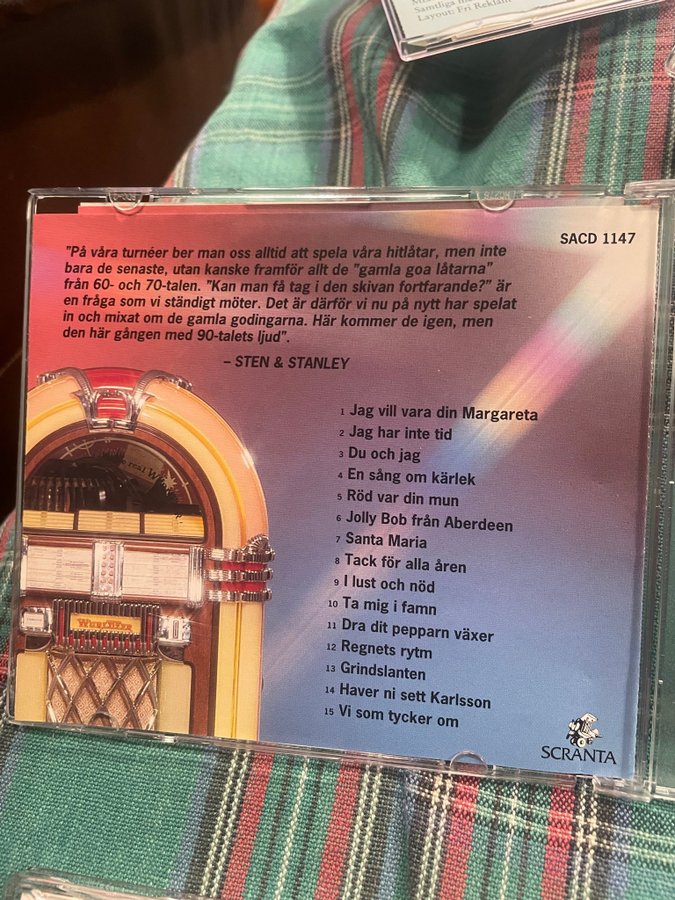 Samtliga
Layout: Fri Reklam
SACD 1147
"På våra turnéer ber man oss alltid att spela våra hitlåtar, men inte
bara de senaste, utan kanske framför allt de "gamla goa låtarna"
från 60- och 70-talen. "Kan man få tag i den skivan fortfarande?" är
en fråga som vi ständigt möter. Det är därför vi nu på nytt har spelat
in och mixat om de gamla godingarna. Här kommer de igen, men
den här gången med 90-talets ljud".
– STEN & STANLEY
1 Jag vill vara din Margareta
2 Jag har inte tid
3 Du och jag
4 En sång om kärlek
5 Röd var din mun
6 Jolly Bob från Aberdeen
7 Santa Maria
8 Tack för alla åren
9 I lust och nöd
10 Ta mig i famn
11 Dra dit pepparn växer
12 Regnets rytm
13 Grindslanten
14 Haver ni sett Karlsson
15 Vi som tycker om
real
WURLITZER
SCRANTA